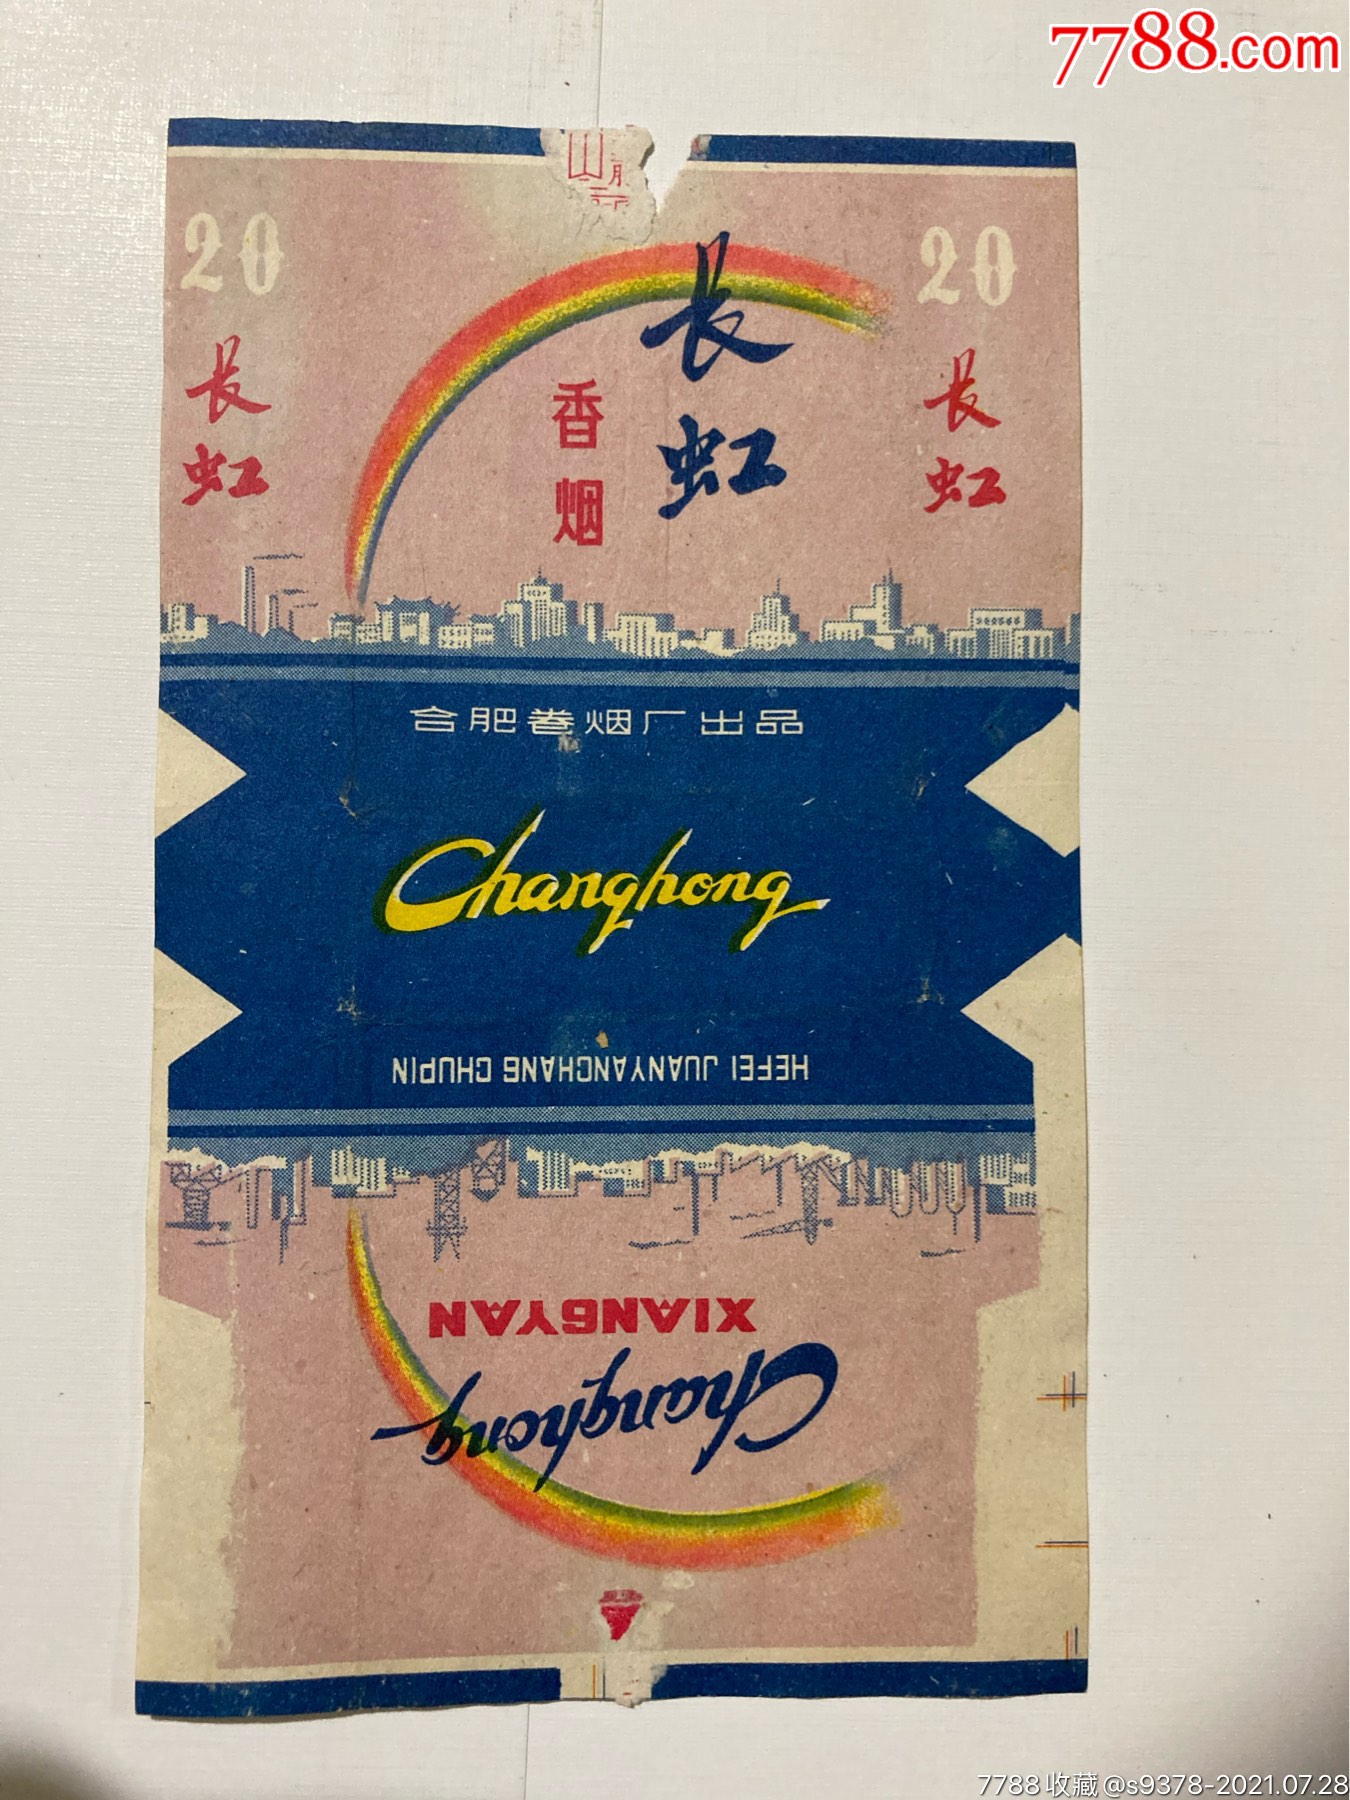 7788.com
20
20
长虹
香烟
长虹
长虹
合肥卷烟厂出品
Changhong
HEFEI JUANYANCHANG CHUPIN
XIANGYAN
Changhong
7788收藏@s9378-2021.07.28